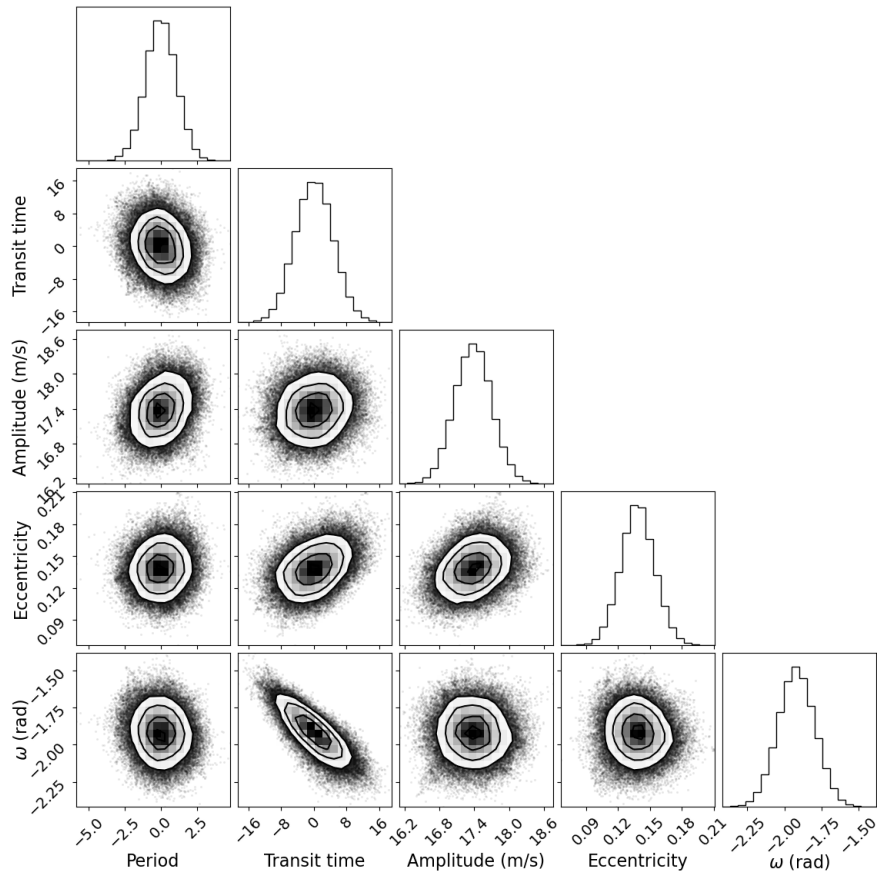 16
8
0
−8
−16
Transit time
18.6
18.0
17.4
16.8
16.2
Amplitude (m/s)
0.21
0.18
0.15
0.12
0.09
Eccentricity
−1.50
−1.75
−2.00
−2.25
ω (rad)
−5.0 −2.5 0.0 2.5
−16 −8 0 8 16
16.2 16.8 17.4 18.0 18.6
0.09 0.12 0.15 0.18 0.21
−2.25 −2.00 −1.75 −1.50
Period Transit time Amplitude (m/s) Eccentricity ω (rad)